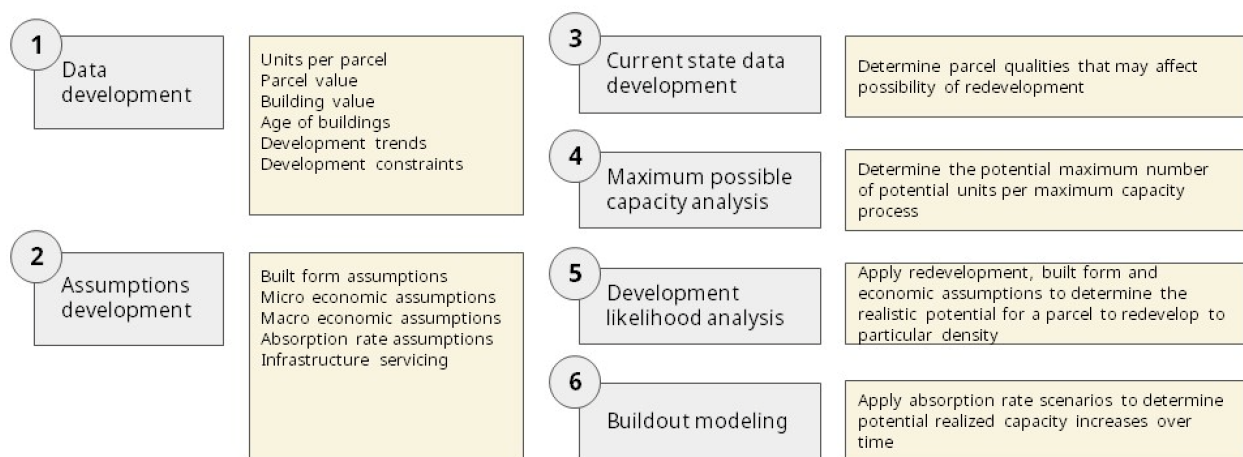 1
Data
development
Units per parcel
Parcel value
Building value
Age of buildings
Development trends
Development constraints
2
Assumptions
development
Built form assumptions
Micro economic assumptions
Macro economic assumptions
Absorption rate assumptions
Infrastructure servicing
3
Current state data
development
Determine parcel qualities that may affect
possibility of redevelopment
4
Maximum possible
capacity analysis
Determine the potential maximum number
of potential units per maximum capacity
process
5
Development
likelihood analysis
Apply redevelopment, built form and
economic assumptions to determine the
realistic potential for a parcel to redevelop to
particular density
6
Buildout modeling
Apply absorption rate scenarios to determine
potential realized capacity increases over
time